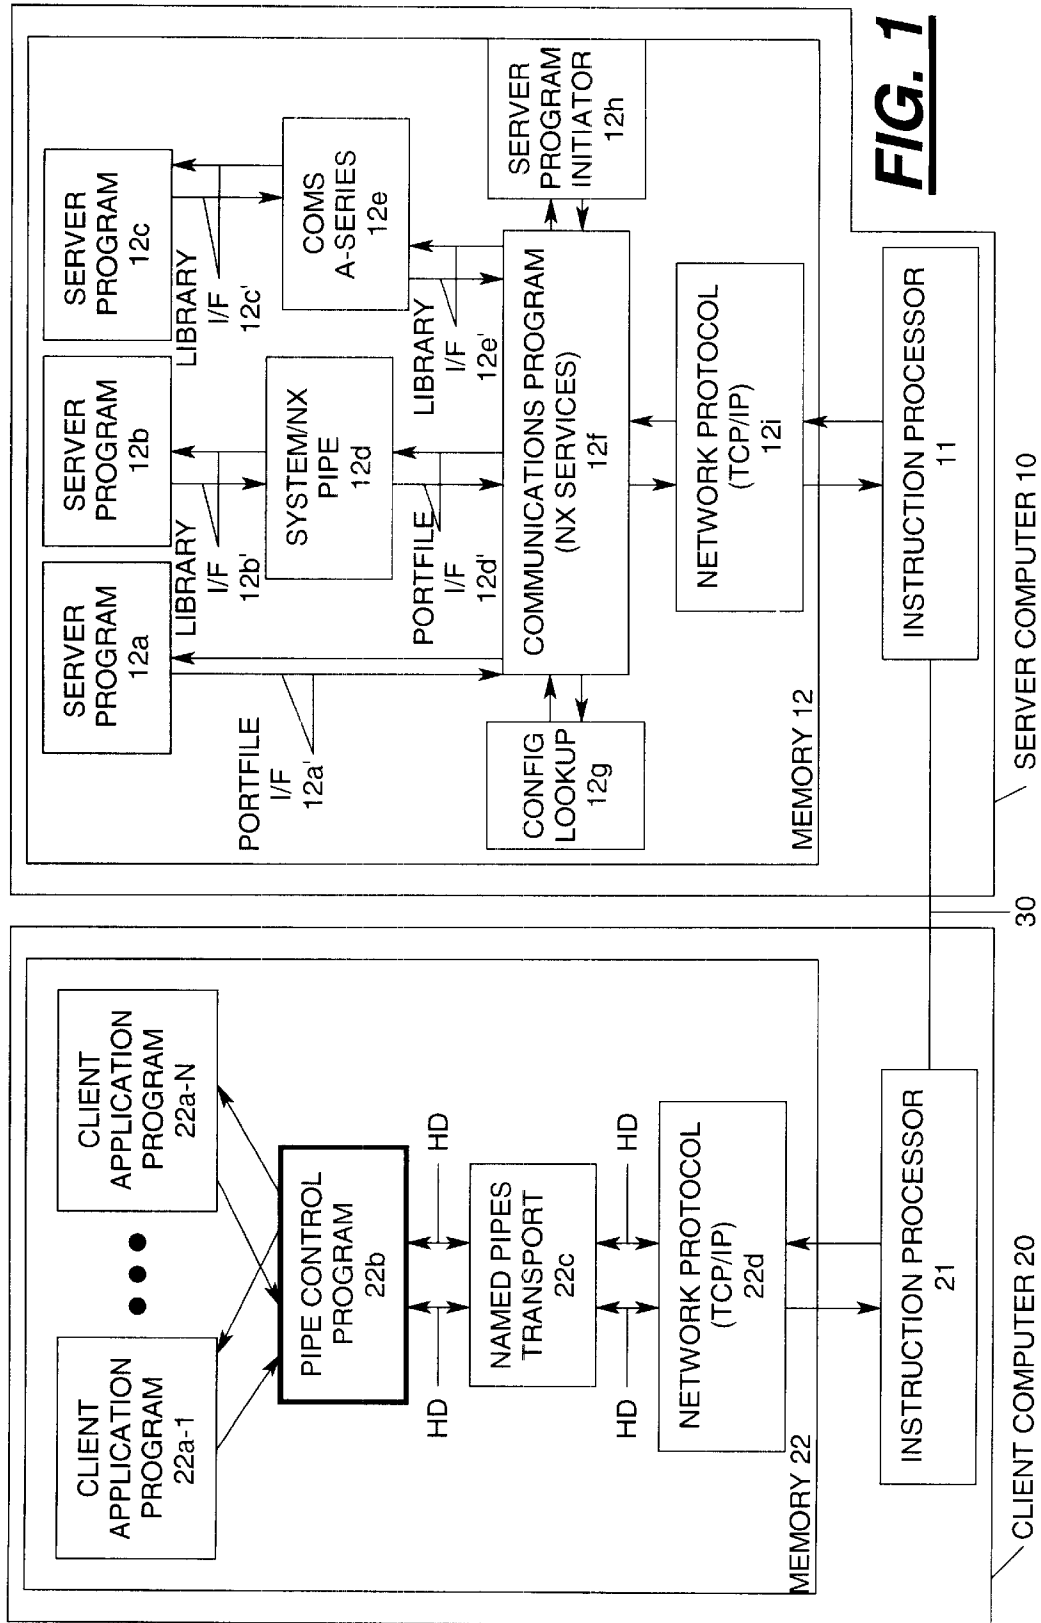 CLIENT
APPLICATION
PROGRAM
22a-1
CLIENT
APPLICATION
PROGRAM
22a-N
PIPE CONTROL
PROGRAM
22b
HD
HD
NAMED PIPES
TRANSPORT
22c
HD
HD
NETWORK PROTOCOL
(TCP/IP)
22d
MEMORY 22
INSTRUCTION PROCESSOR
21
CLIENT COMPUTER 20
30
SERVER
PROGRAM
12a
SERVER
PROGRAM
12b
SERVER
PROGRAM
12c
PORTFILE
I/F
12a'
LIBRARY
I/F
12b'
LIBRARY
I/F
12c'
SYSTEM/NX
PIPE
12d
COMS
A-SERIES
12e
PORTFILE
I/F
12d'
LIBRARY
I/F
12e'
CONFIG
LOOKUP
12g
COMMUNICATIONS PROGRAM
(NX SERVICES)
12f
SERVER
PROGRAM
INITIATOR
12h
NETWORK PROTOCOL
(TCP/IP)
12i
MEMORY 12
INSTRUCTION PROCESSOR
11
SERVER COMPUTER 10
FIG. 1